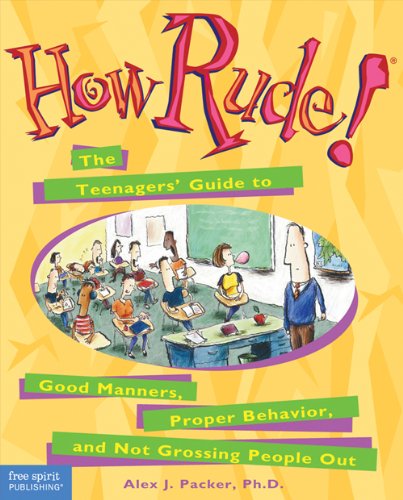 How Rude!®
The
Teenagers' Guide to
Good Manners,
Proper Behavior,
and Not Grossing People Out
free spirit
PUBLISHING®
Alex J. Packer, Ph.D.